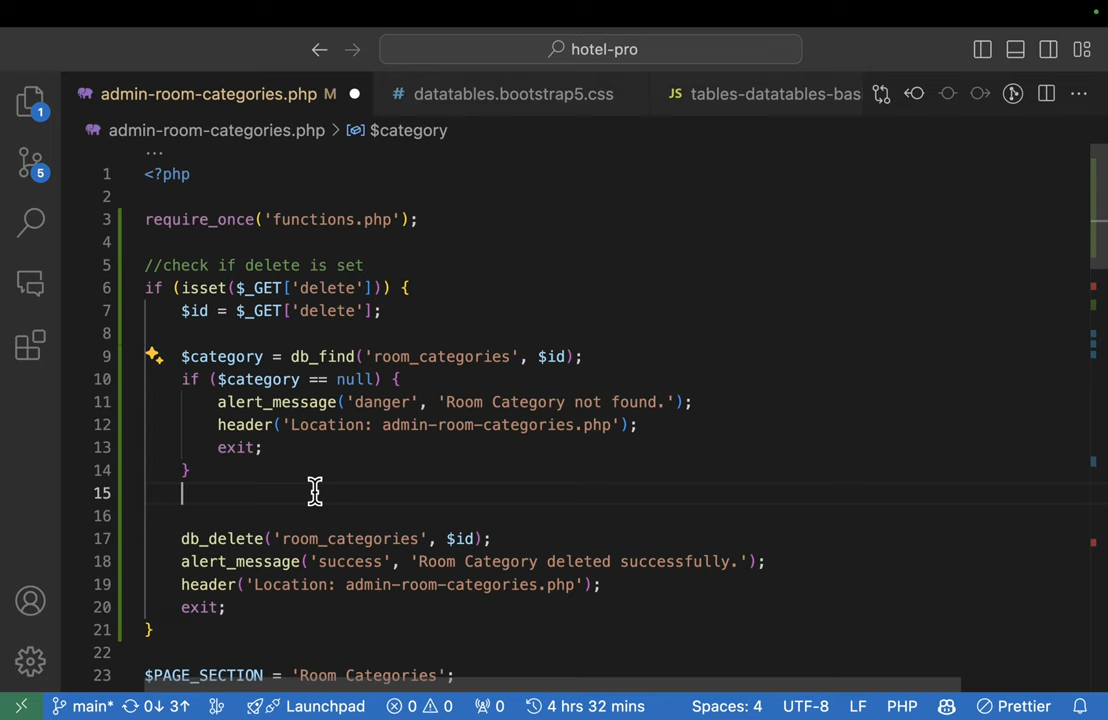 hotel-pro
admin-room-categories.php M
# datatables.bootstrap5.css
JS tables-datatables-bas
admin-room-categories.php > $category
1
5
...
1 <?php
2
3 require_once('functions.php');
4
5 //check if delete is set
6 if (isset($_GET['delete'])) {
7 $id = $_GET['delete'];
8
9 $category = db_find('room_categories', $id);
10 if ($category == null) {
11 alert_message('danger', 'Room Category not found.');
12 header('Location: admin-room-categories.php');
13 exit;
14 }
15
16
17 db_delete('room_categories', $id);
18 alert_message('success', 'Room Category deleted successfully.');
19 header('Location: admin-room-categories.php');
20 exit;
21 }
22
23 $PAGE_SECTION = 'Room Categories';
main* 0↓ 3↑ Launchpad 0 0 0 4 hrs 32 mins Spaces: 4 UTF-8 LF PHP Prettier